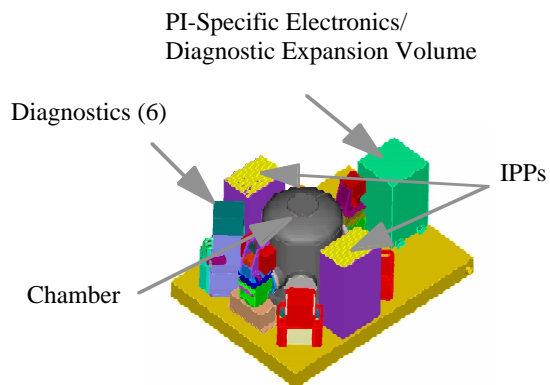 PI-Specific Electronics/
Diagnostic Expansion Volume
Diagnostics (6)
IPPs
Chamber